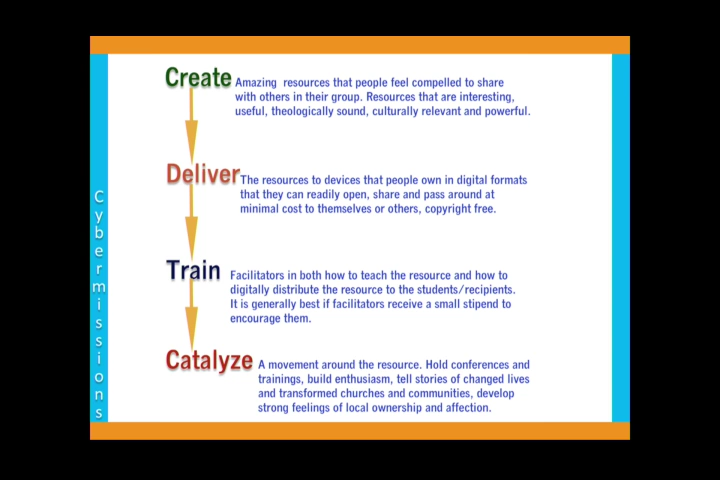 Cybermissions
Create
Amazing resources that people feel compelled to share
with others in their group. Resources that are interesting,
useful, theologically sound, culturally relevant and powerful.
Deliver
The resources to devices that people own in digital formats
that they can readily open, share and pass around at
minimal cost to themselves or others, copyright free.
Train
Facilitators in both how to teach the resource and how to
digitally distribute the resource to the students/recipients.
It is generally best if facilitators receive a small stipend to
encourage them.
Catalyze
A movement around the resource. Hold conferences and
trainings, build enthusiasm, tell stories of changed lives
and transformed churches and communities, develop
strong feelings of local ownership and affection.